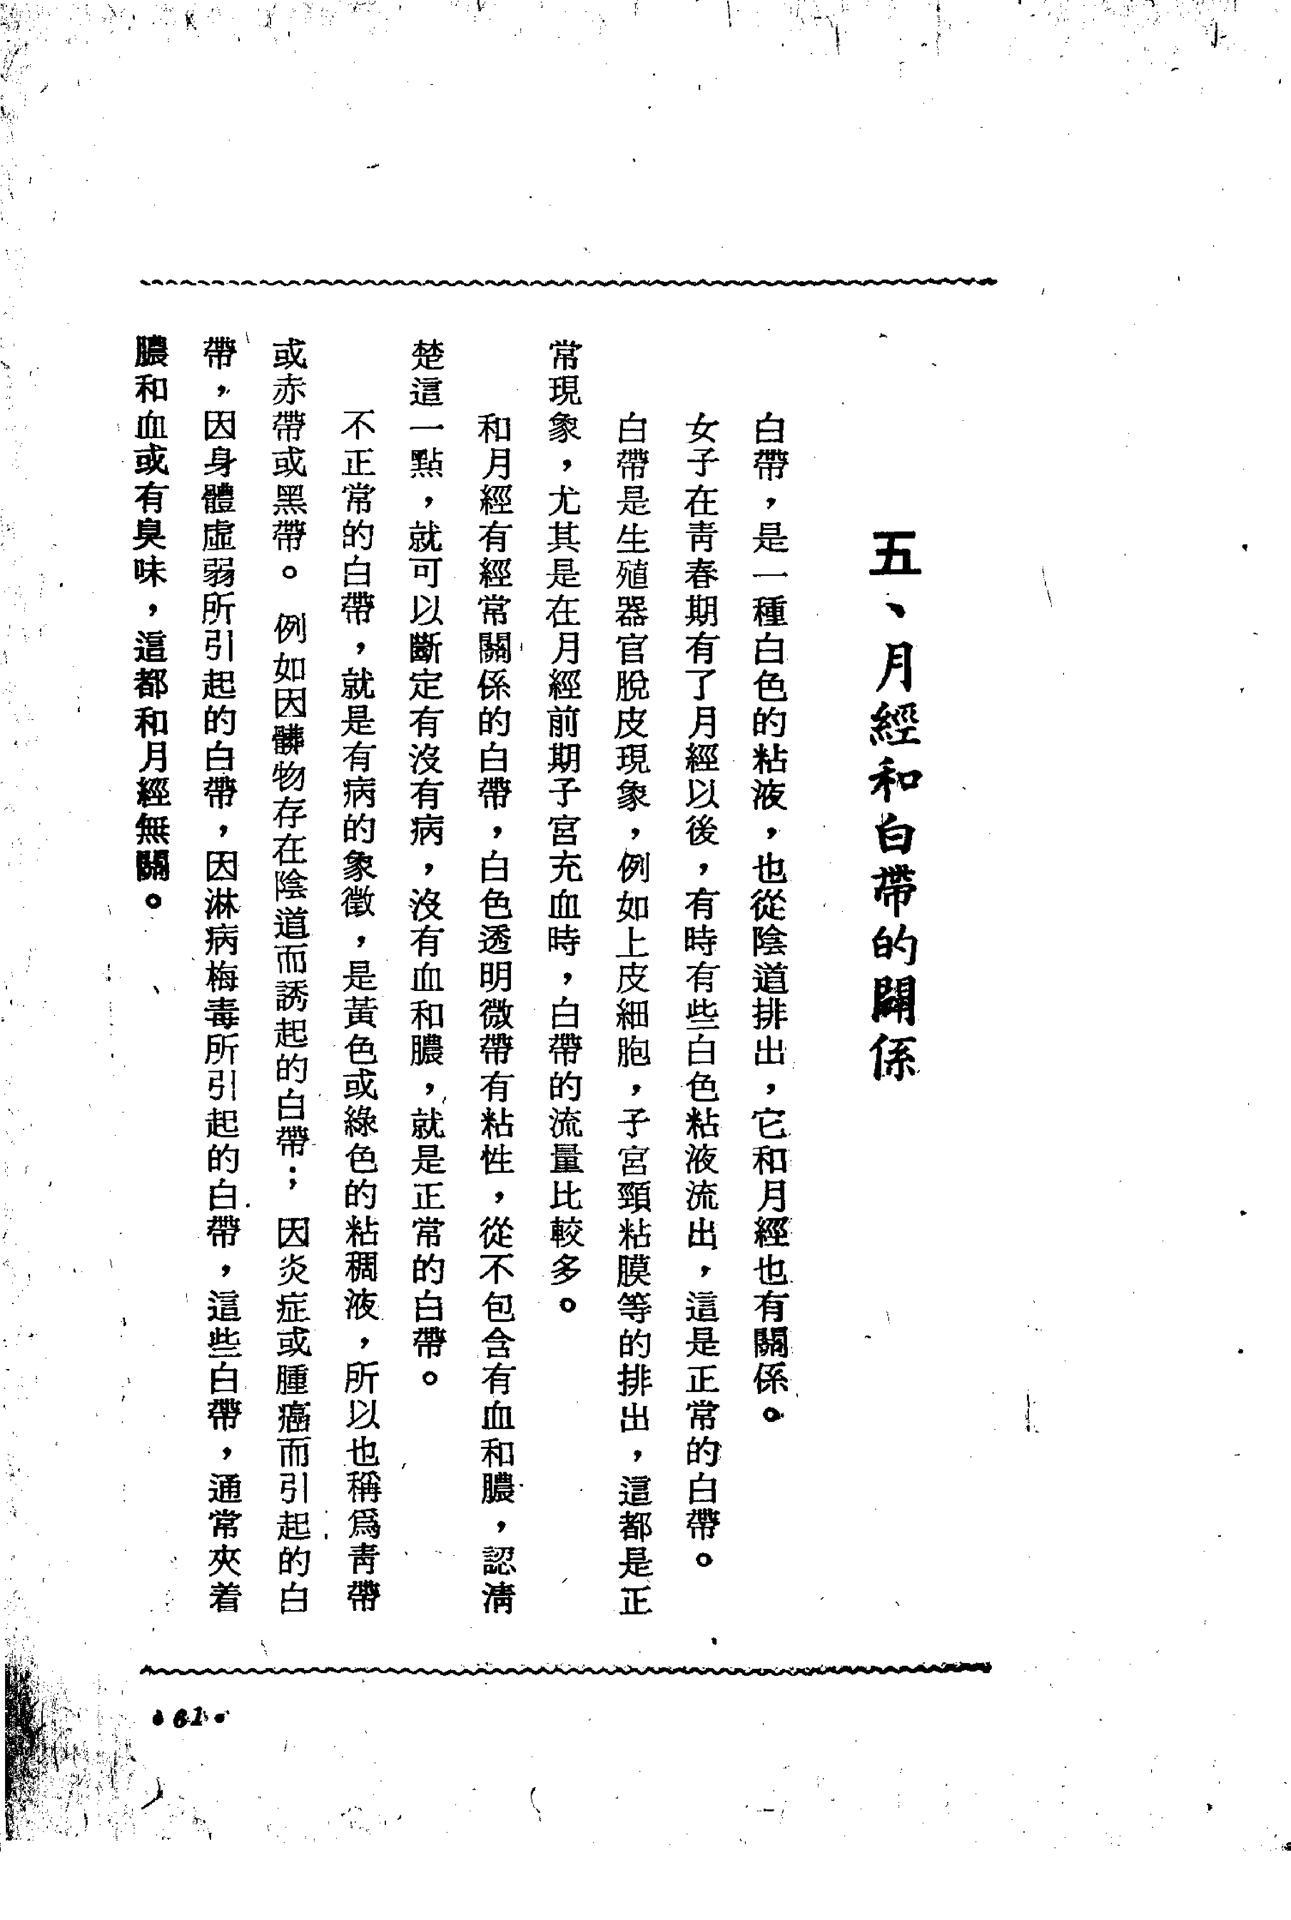 五、月經和白帶的關係
白帶，是一種白色的粘液，也從陰道排出，它和月經也有關係。
女子在靑春期有了月經以後，有時有些白色粘液流出，這是正常的白帶。
白帶是生殖器官脫皮現象，例如上皮細胞，子宮頸粘膜等的排出，這都是正
常現象，尤其是在月經前期子宮充血時，白帶的流量比較多。
和月經有經常關係的白帶，白色透明微帶有粘性，從不包含有血和膿，認淸
楚這一點，就可以斷定有沒有病，沒有血和膿，就是正常的白帶。
不正常的白帶，就是有病的象徵，是黃色或綠色的粘稠液，所以也稱爲靑帶
或赤帶或黑帶。例如因髒物存在陰道而誘起的白帶；因炎症或腫癌而引起的白
帶，因身體虛弱所引起的白帶，因淋病梅毒所引起的白帶，這些白帶，通常夾着
膿和血或有臭味，這都和月經無關。
•61•